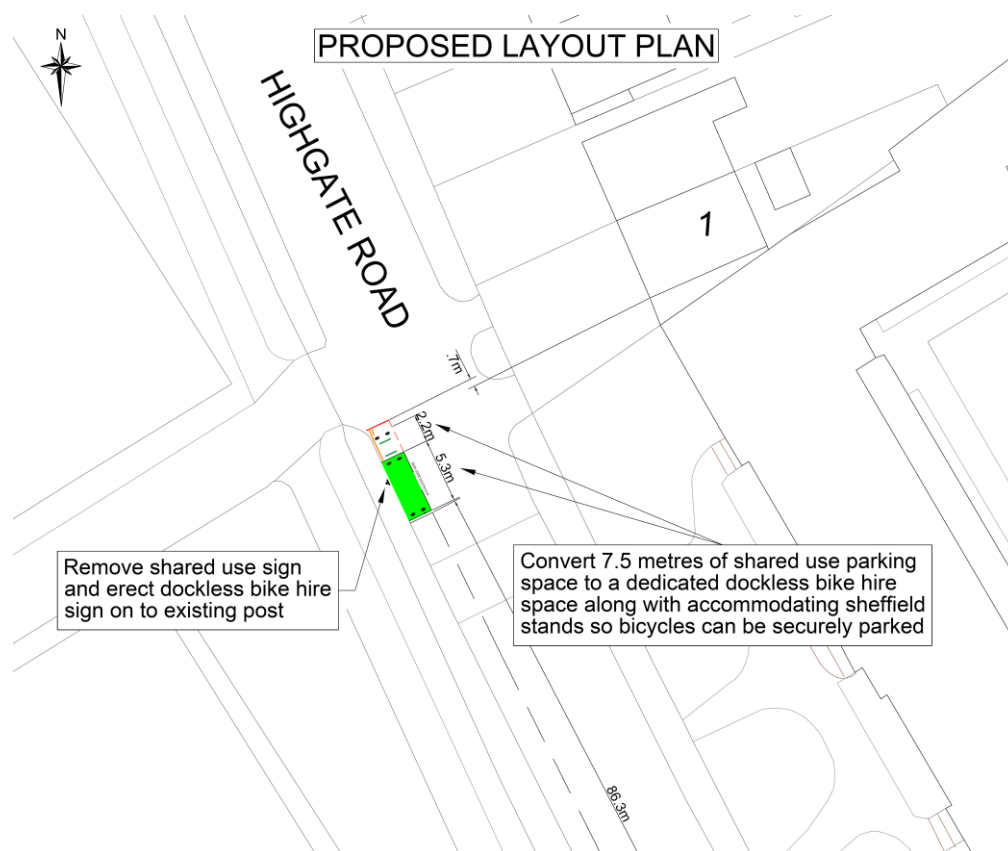 N
PROPOSED LAYOUT PLAN
HIGHGATE ROAD
1
.7m
2.2m
5.3m
Remove shared use sign
and erect dockless bike hire
sign on to existing post
Convert 7.5 metres of shared use parking
space to a dedicated dockless bike hire
space along with accommodating sheffield
stands so bicycles can be securely parked
86.3m